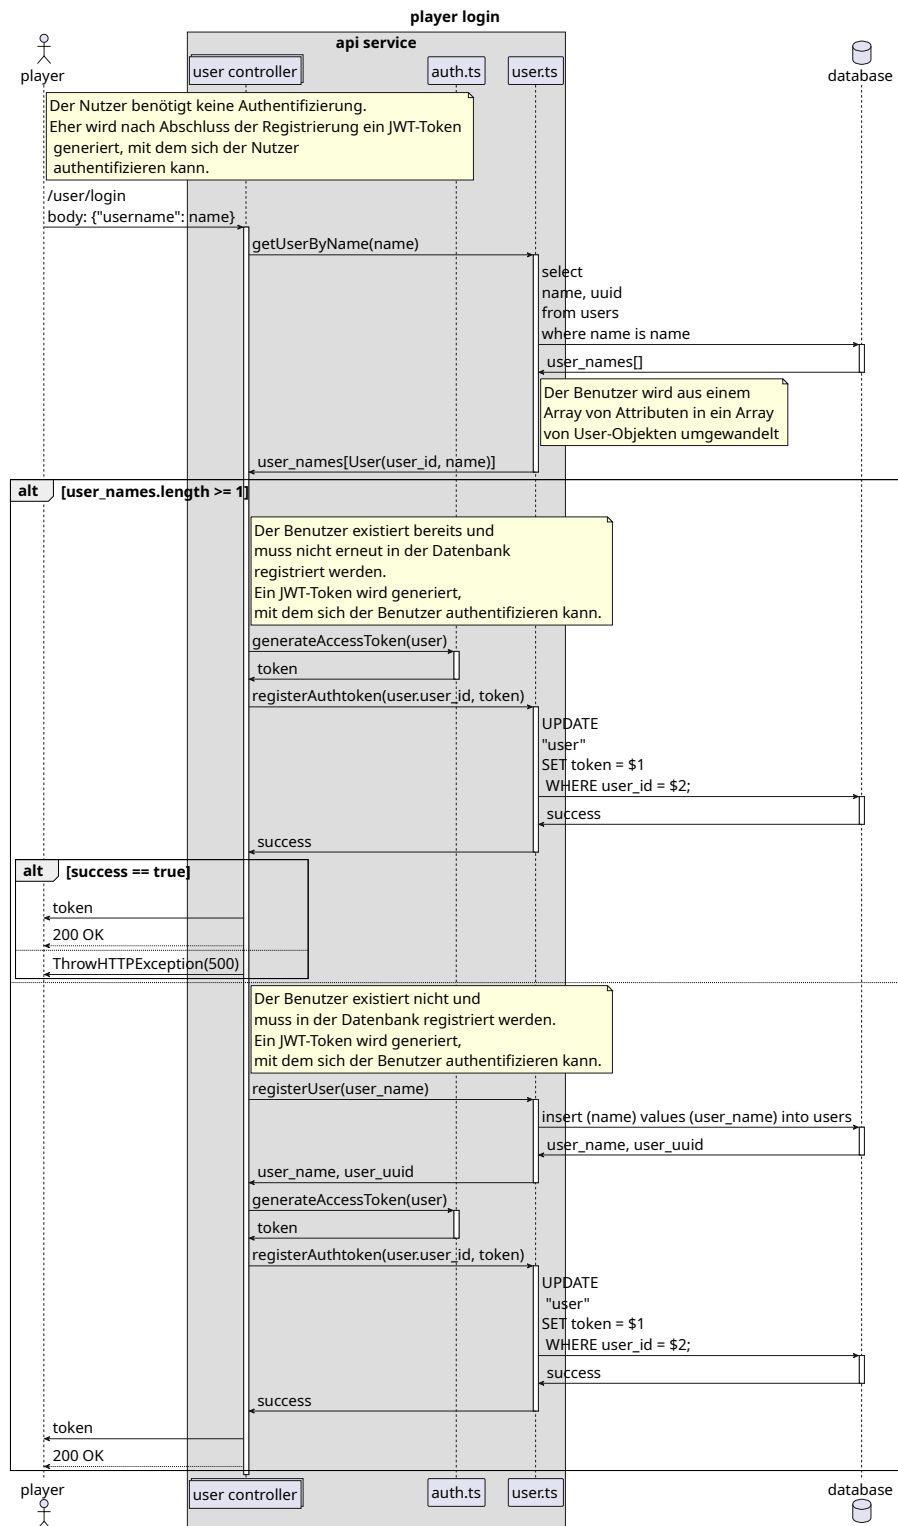 player login
api service
player
user controller
auth.ts
user.ts
database
Der Nutzer benötigt keine Authentifizierung.
Eher wird nach Abschluss der Registrierung ein JWT-Token
generiert, mit dem sich der Nutzer
authentifizieren kann.
/user/login
body: {"username": name}
getUserByName(name)
select
name, uuid
from users
where name is name
user_names[]
Der Benutzer wird aus einem
Array von Attributen in ein Array
von User-Objekten umgewandelt
user_names[User(user_id, name)]
alt [user_names.length >= 1]
Der Benutzer existiert bereits und
muss nicht erneut in der Datenbank
registriert werden.
Ein JWT-Token wird generiert,
mit dem sich der Benutzer authentifizieren kann.
generateAccessToken(user)
token
registerAuthtoken(user.user_id, token)
UPDATE
"user"
SET token = $1
WHERE user_id = $2;
success
success
alt [success == true]
token
200 OK
ThrowHTTPException(500)
Der Benutzer existiert nicht und
muss in der Datenbank registriert werden.
Ein JWT-Token wird generiert,
mit dem sich der Benutzer authentifizieren kann.
registerUser(user_name)
insert (name) values (user_name) into users
user_name, user_uuid
user_name, user_uuid
generateAccessToken(user)
token
registerAuthtoken(user.user_id, token)
UPDATE
"user"
SET token = $1
WHERE user_id = $2;
success
success
token
200 OK
player
user controller
auth.ts
user.ts
database